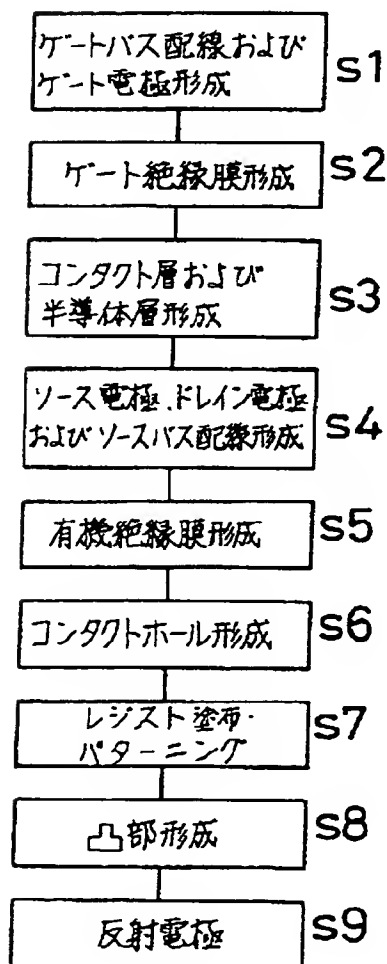 ゲートバス配線および
ゲート電極形成
S1
ゲート絶縁膜形成
S2
コンタクト層および
半導体層形成
S3
ソース電極、ドレイン電極
およびソースバス配線形成
S4
有機絶縁膜形成
S5
コンタクトホール形成
S6
レジスト塗布・
パターニング
S7
凸部形成
S8
反射電極
S9